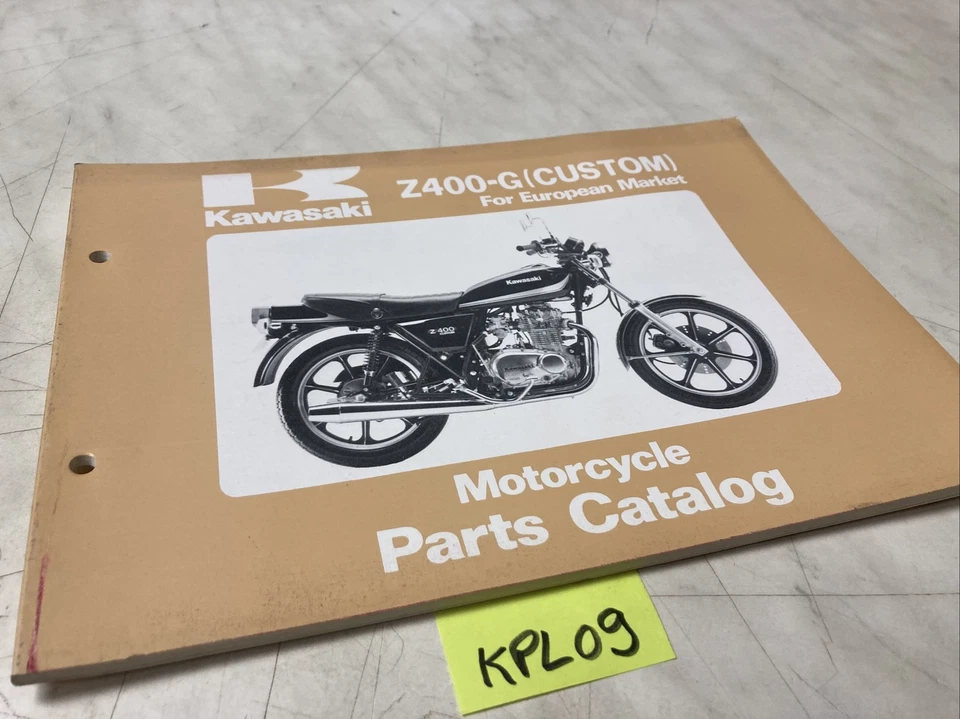 Kawasaki
Z400-G(CUSTOM)
For European Market
Kawasaki
Z400
Motorcycle
Parts Catalog
KPL09